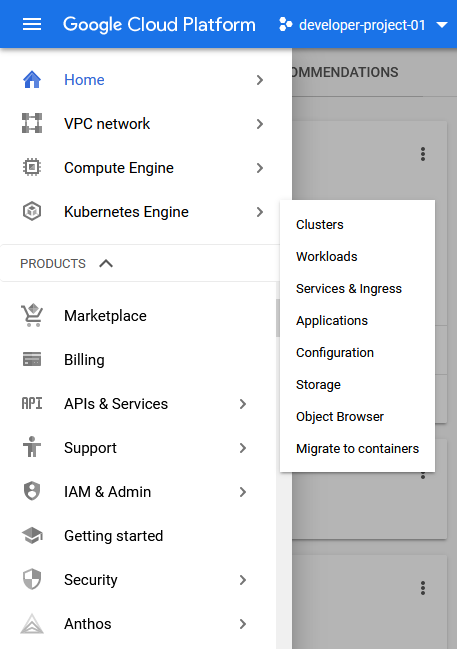 Google Cloud Platform
developer-project-01
OMMENDATIONS
Home
VPC network
Compute Engine
Kubernetes Engine
Clusters
Workloads
Services & Ingress
Applications
Configuration
Storage
Object Browser
Migrate to containers
PRODUCTS
Marketplace
Billing
API
APIs & Services
Support
IAM & Admin
Getting started
Security
Anthos